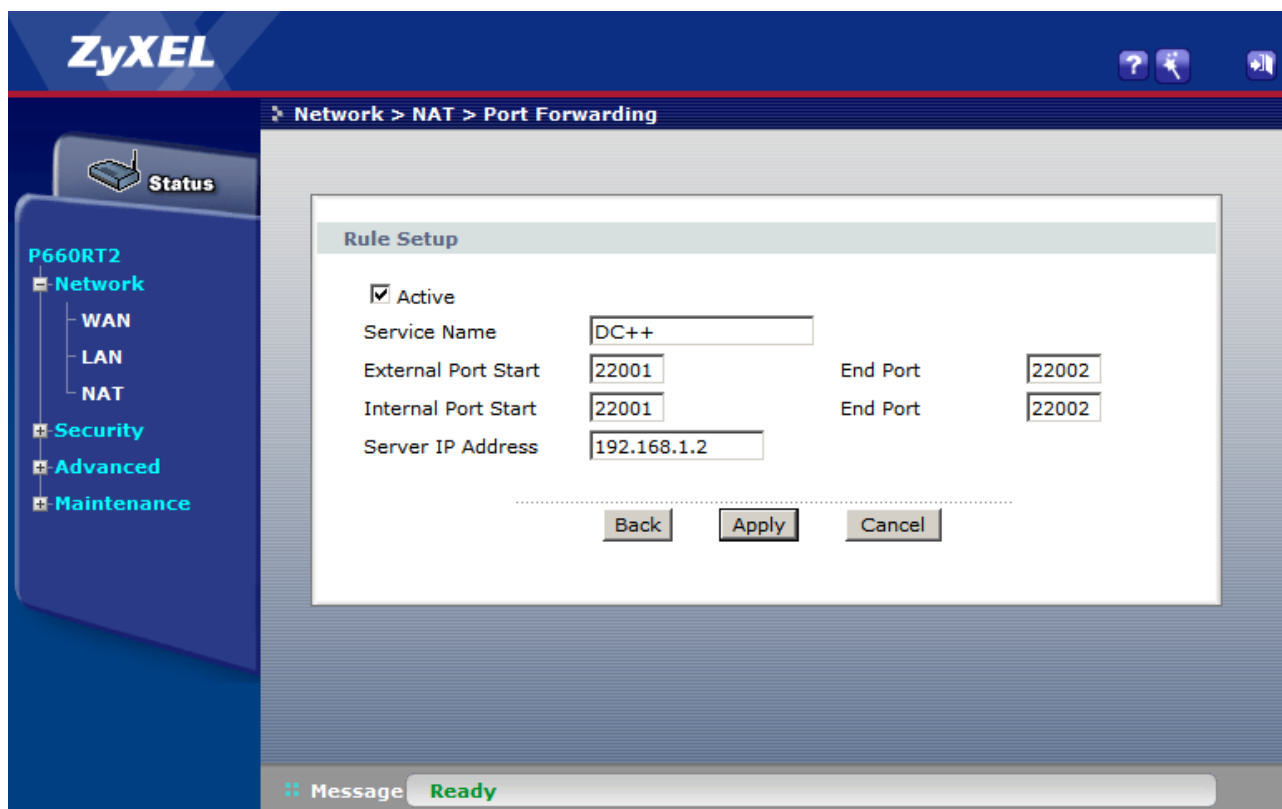 ZyXEL
?
Network > NAT > Port Forwarding
Status
P660RT2
Network
WAN
LAN
NAT
Security
Advanced
Maintenance
Rule Setup
Active
Service Name DC++
External Port Start 22001 End Port 22002
Internal Port Start 22001 End Port 22002
Server IP Address 192.168.1.2
Back Apply Cancel
Message Ready